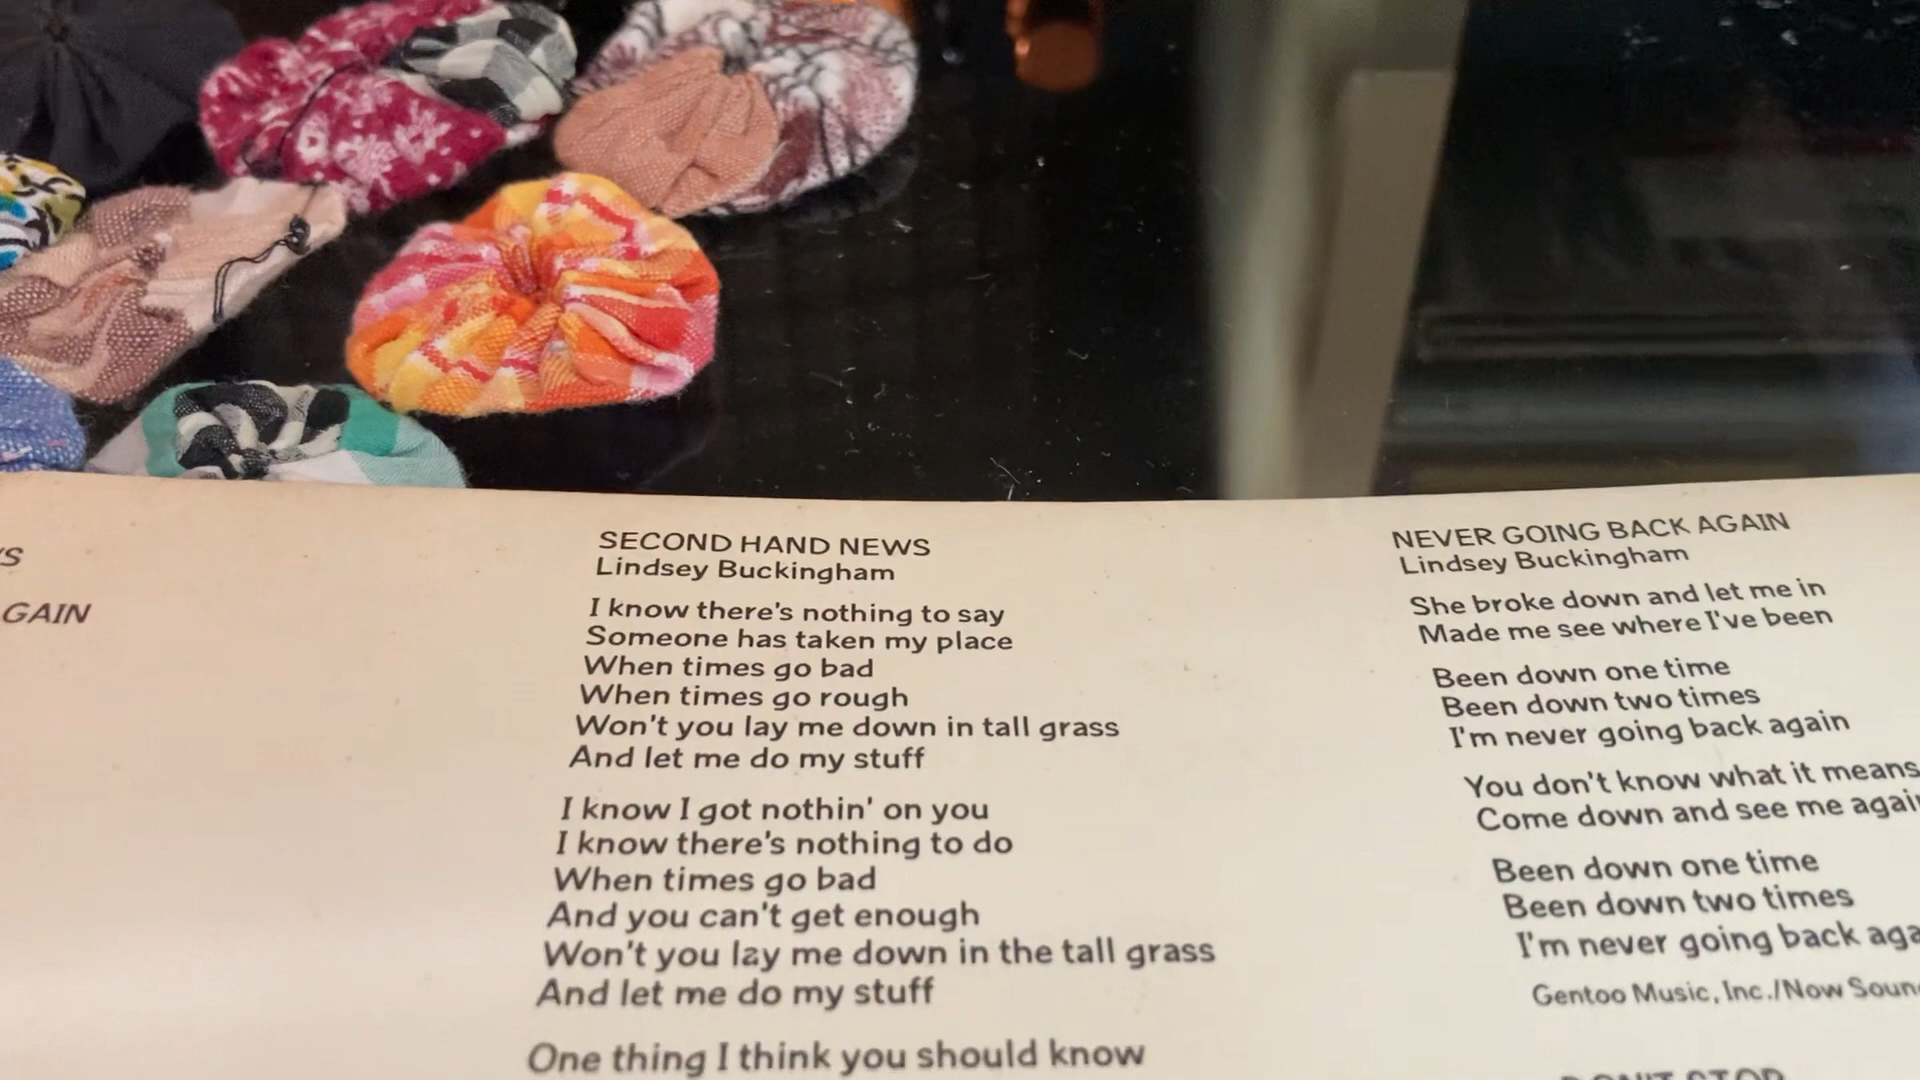 GAIN
SECOND HAND NEWS
Lindsey Buckingham
I know there's nothing to say
Someone has taken my place
When times go bad
When times go rough
Won't you lay me down in tall grass
And let me do my stuff
I know I got nothin' on you
I know there's nothing to do
When times go bad
And you can't get enough
Won't you lay me down in the tall grass
And let me do my stuff
One thing I think you should know
NEVER GOING BACK AGAIN
Lindsey Buckingham
She broke down and let me in
Made me see where I've been
Been down one time
Been down two times
I'm never going back again
You don't know what it means
Come down and see me again
Been down one time
Been down two times
I'm never going back aga
Gentoo Music, Inc./Now Soun
DON'T STOP